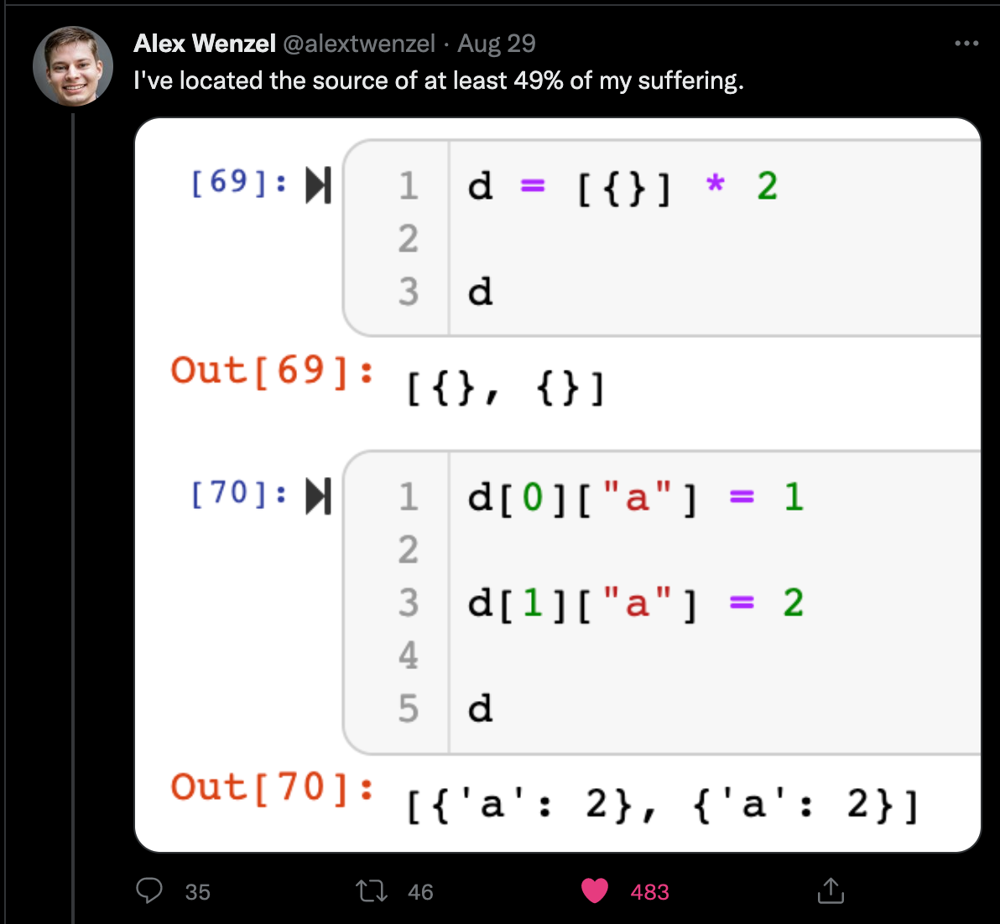 Alex Wenzel @alextwenzel · Aug 29
I've located the source of at least 49% of my suffering.
[69]: 1 d = [{}] * 2
2
3 d
Out[69]: [{}, {}]
[70]: 1 d[0]["a"] = 1
2
3 d[1]["a"] = 2
4
5 d
Out[70]: [{'a': 2}, {'a': 2}]
35 46 483